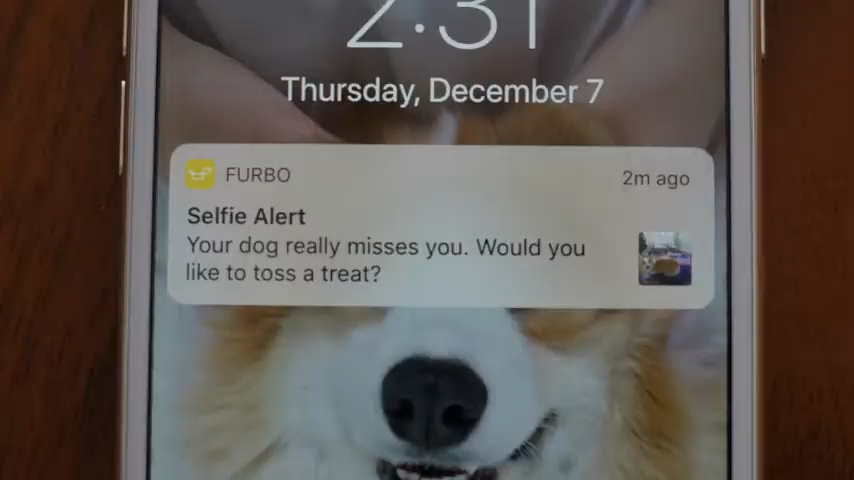 2:31
Thursday, December 7
FURBO
2m ago
Selfie Alert
Your dog really misses you. Would you
like to toss a treat?